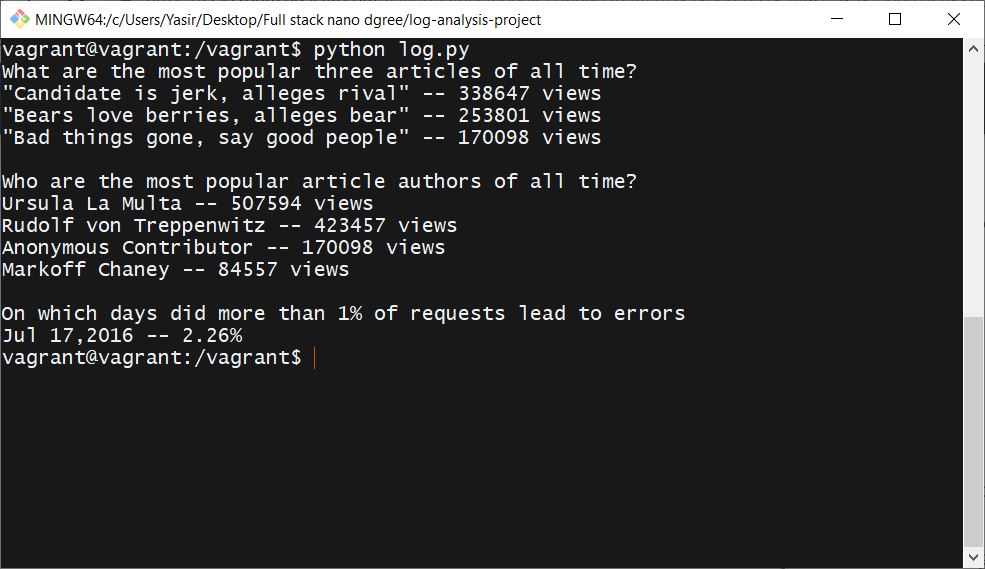 MINGW64:/c/Users/Yasir/Desktop/Full stack nano dgree/log-analysis-project
vagrant@vagrant:/vagrant$ python log.py
What are the most popular three articles of all time?
"Candidate is jerk, alleges rival" -- 338647 views
"Bears love berries, alleges bear" -- 253801 views
"Bad things gone, say good people" -- 170098 views
Who are the most popular article authors of all time?
Ursula La Multa -- 507594 views
Rudolf von Treppenwitz -- 423457 views
Anonymous Contributor -- 170098 views
Markoff Chaney -- 84557 views
On which days did more than 1% of requests lead to errors
Jul 17,2016 -- 2.26%
vagrant@vagrant:/vagrant$